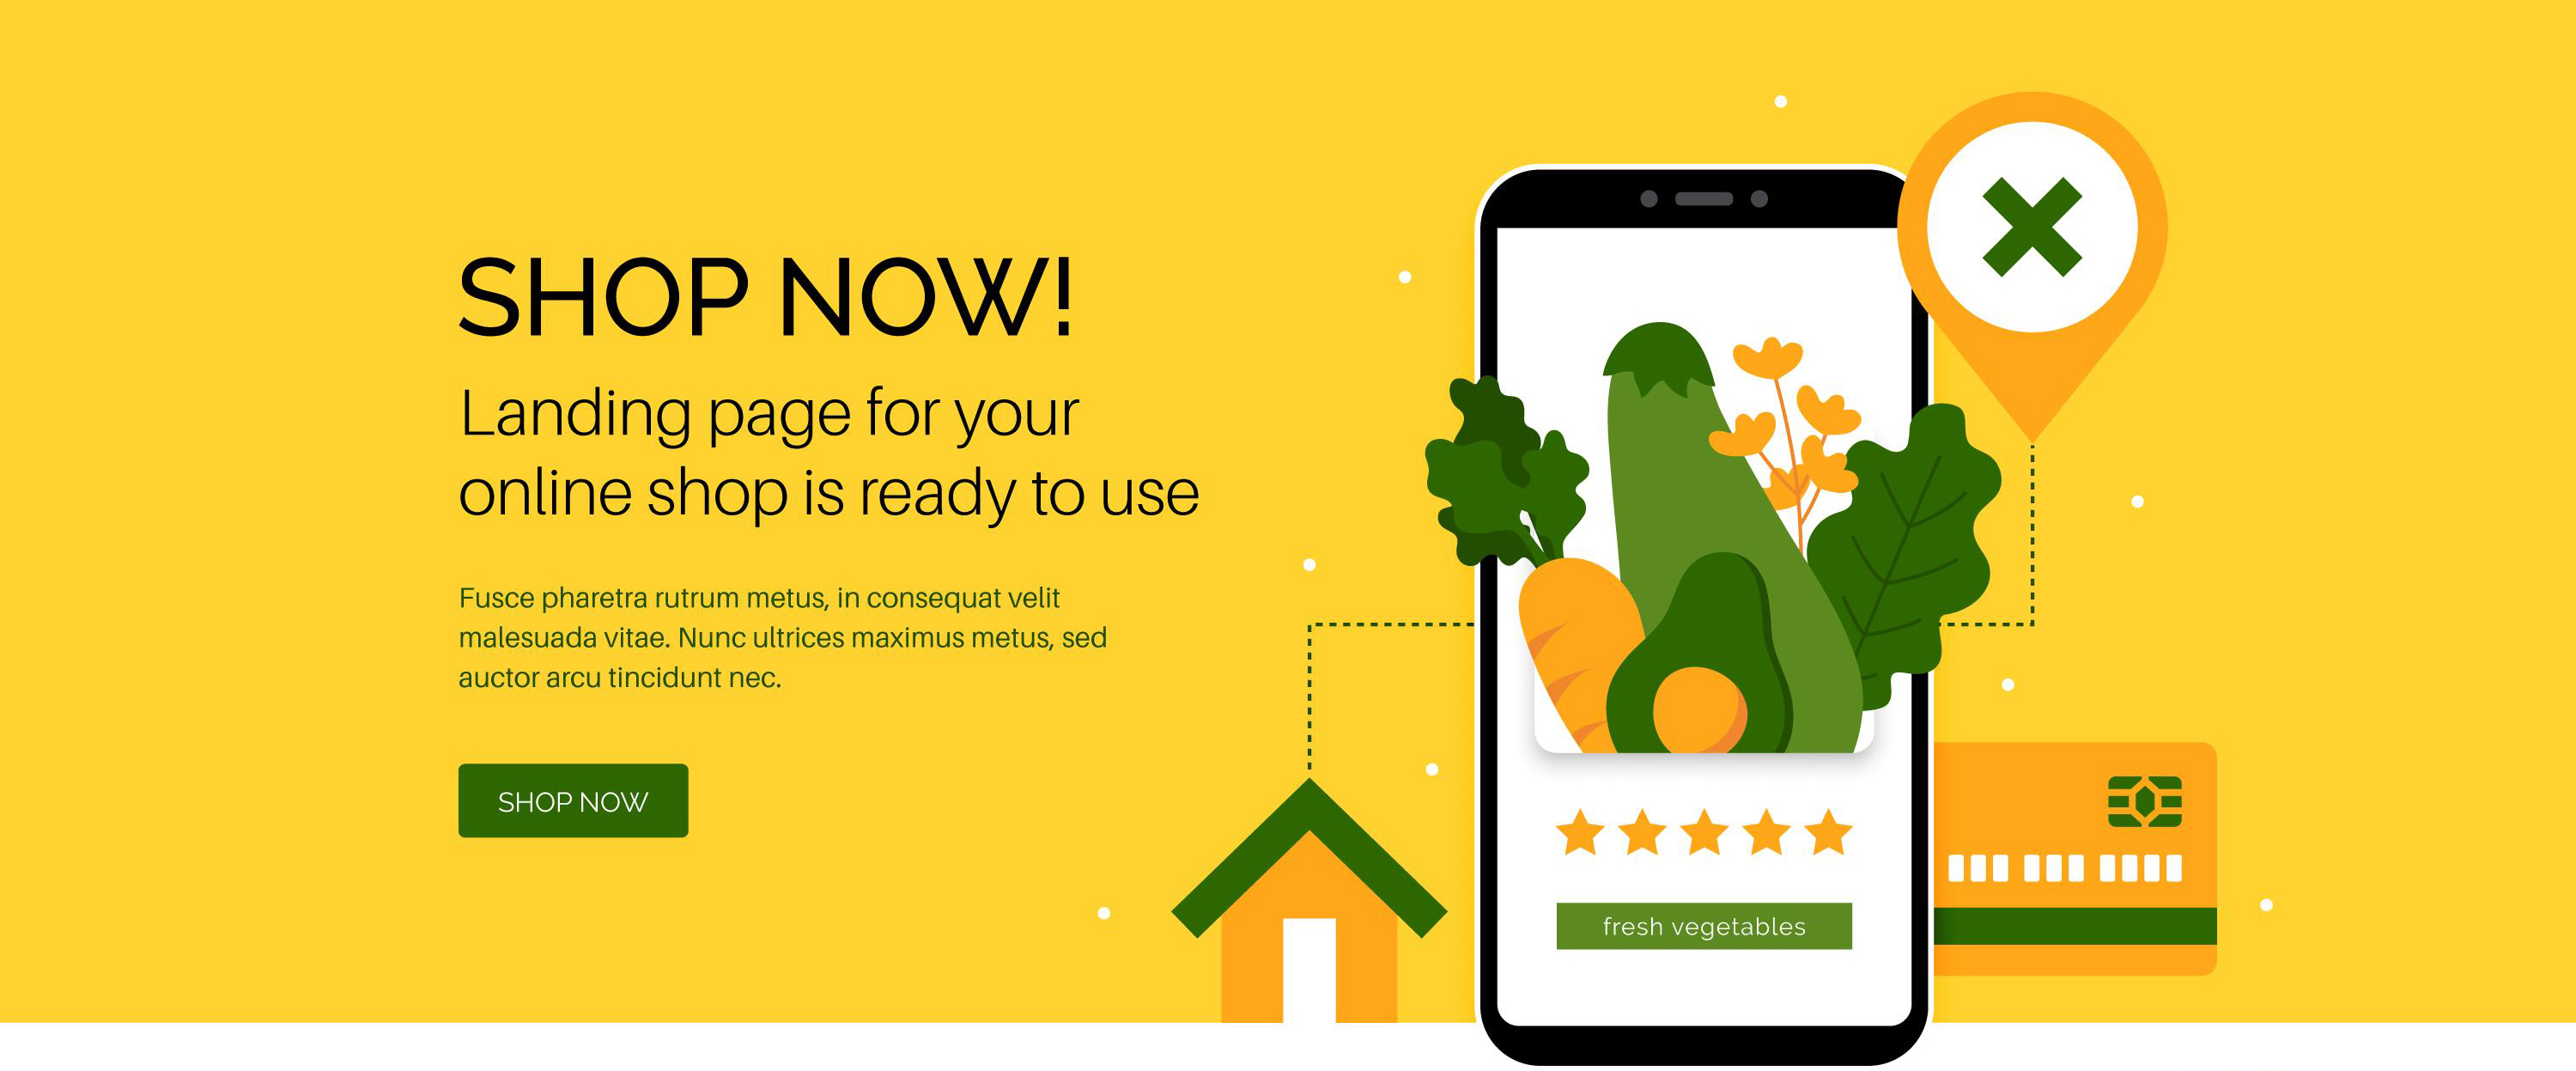 SHOP NOW!
Landing page for your
online shop is ready to use
Fusce pharetra rutrum metus, in consequat velit
malesuada vitae. Nunc ultrices maximus metus, sed
auctor arcu tincidunt nec.
SHOP NOW
fresh vegetables